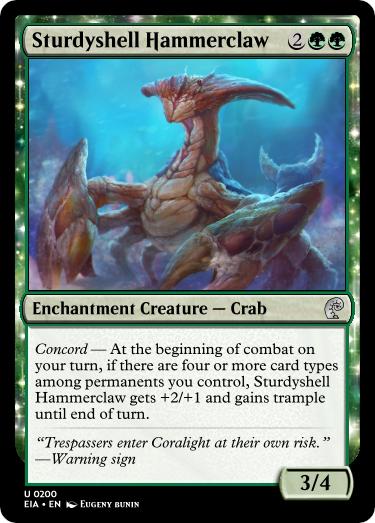 Sturdyshell Hammerclaw 2
Enchantment Creature — Crab
Concord — At the beginning of combat on
your turn, if there are four or more card types
among permanents you control, Sturdyshell
Hammerclaw gets +2/+1 and gains trample
until end of turn.
“Trespassers enter Coralight at their own risk.”
—Warning sign
3/4
U 0200
EIA • EN Eugeny bunin